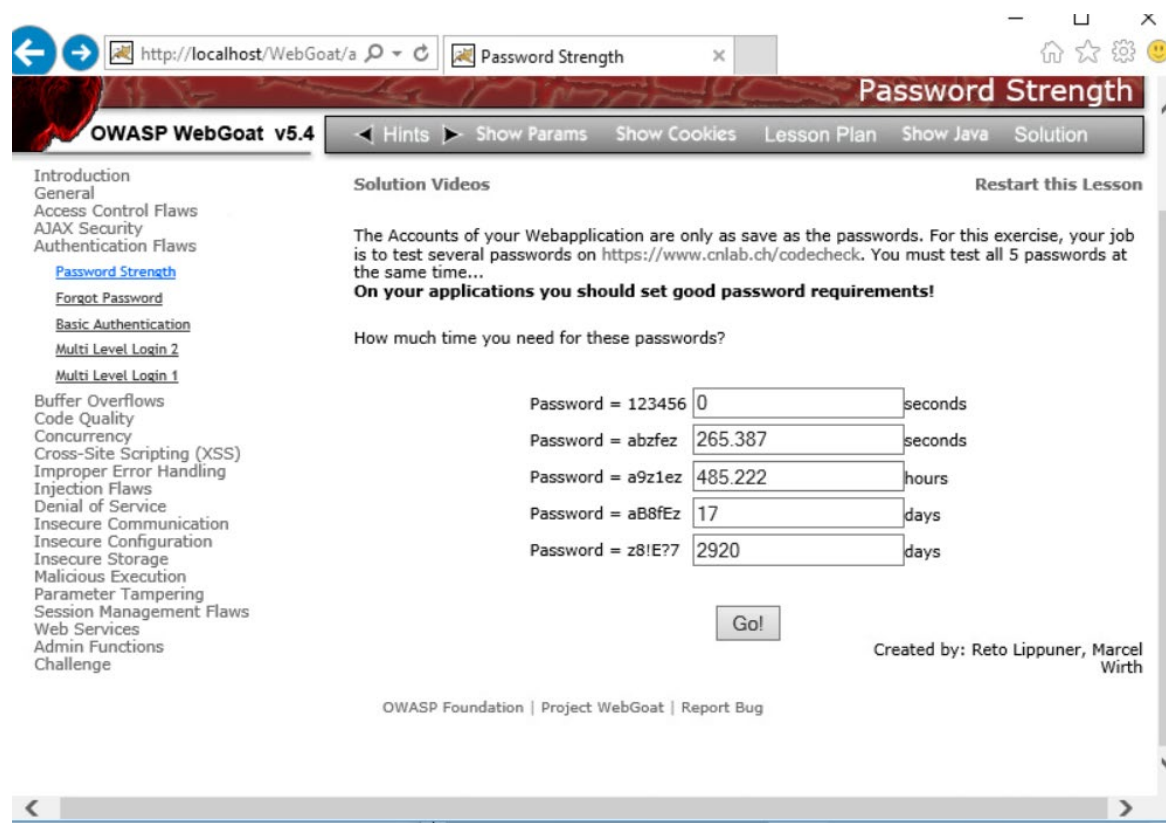 http://localhost/WebGoat/a
Password Strength
Password Strength
OWASP WebGoat v5.4
Hints
Show Params
Show Cookies
Lesson Plan
Show Java
Solution
Introduction
General
Access Control Flaws
AJAX Security
Authentication Flaws
Password Strength
Forgot Password
Basic Authentication
Multi Level Login 2
Multi Level Login 1
Buffer Overflows
Code Quality
Concurrency
Cross-Site Scripting (XSS)
Improper Error Handling
Injection Flaws
Denial of Service
Insecure Communication
Insecure Configuration
Insecure Storage
Malicious Execution
Parameter Tampering
Session Management Flaws
Web Services
Admin Functions
Challenge
Solution Videos
Restart this Lesson
The Accounts of your Webapplication are only as save as the passwords. For this exercise, your job
is to test several passwords on https://www.cnlab.ch/codecheck. You must test all 5 passwords at
the same time...
On your applications you should set good password requirements!
How much time you need for these passwords?
Password = 123456 0 seconds
Password = abzfez 265.387 seconds
Password = a9z1ez 485.222 hours
Password = aB8fEz 17 days
Password = z8!E?7 2920 days
Go!
Created by: Reto Lippuner, Marcel
Wirth
OWASP Foundation | Project WebGoat | Report Bug